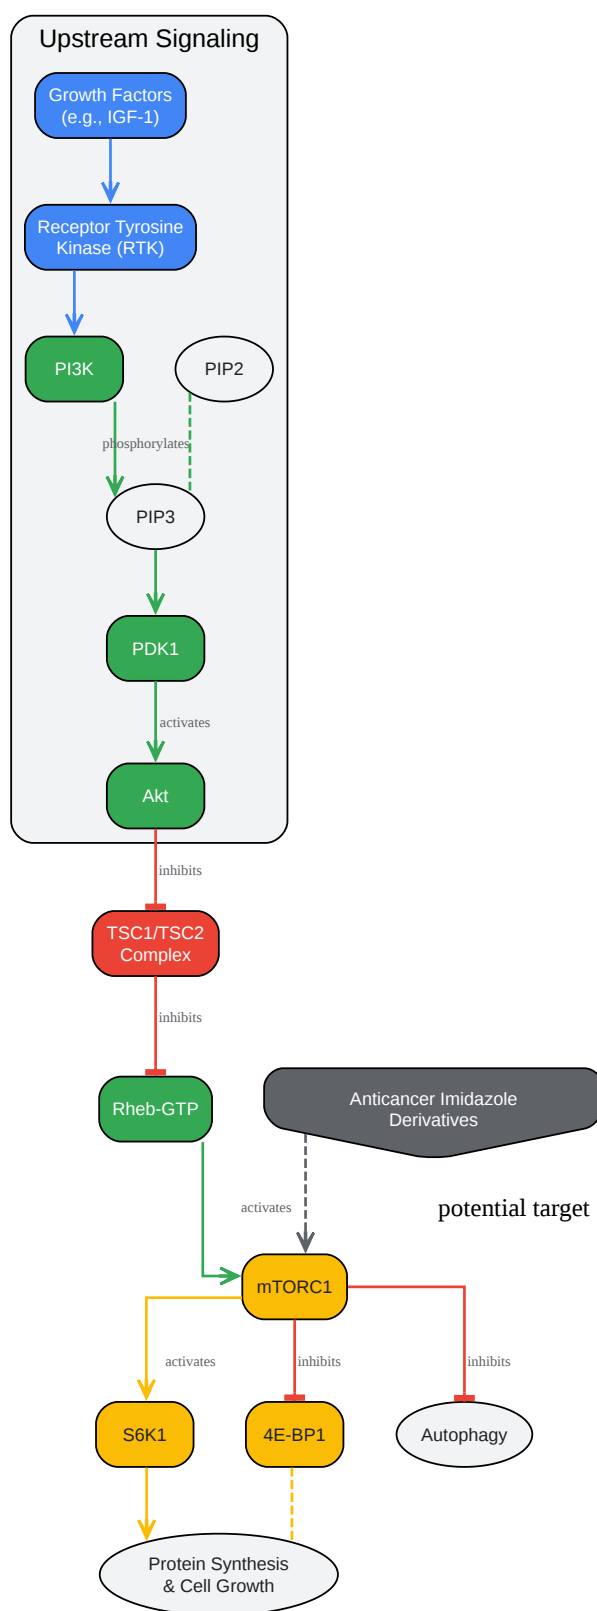 Upstream Signaling
Growth Factors
(e.g., IGF-1)
Receptor Tyrosine
Kinase (RTK)
PI3K
PIP2
phosphorylates
PIP3
PDK1
activates
Akt
inhibits
TSC1/TSC2
Complex
inhibits
Rheb-GTP
Anticancer Imidazole
Derivatives
activates
potential target
mTORC1
activates
inhibits
inhibits
S6K1
4E-BP1
Autophagy
Protein Synthesis
& Cell Growth